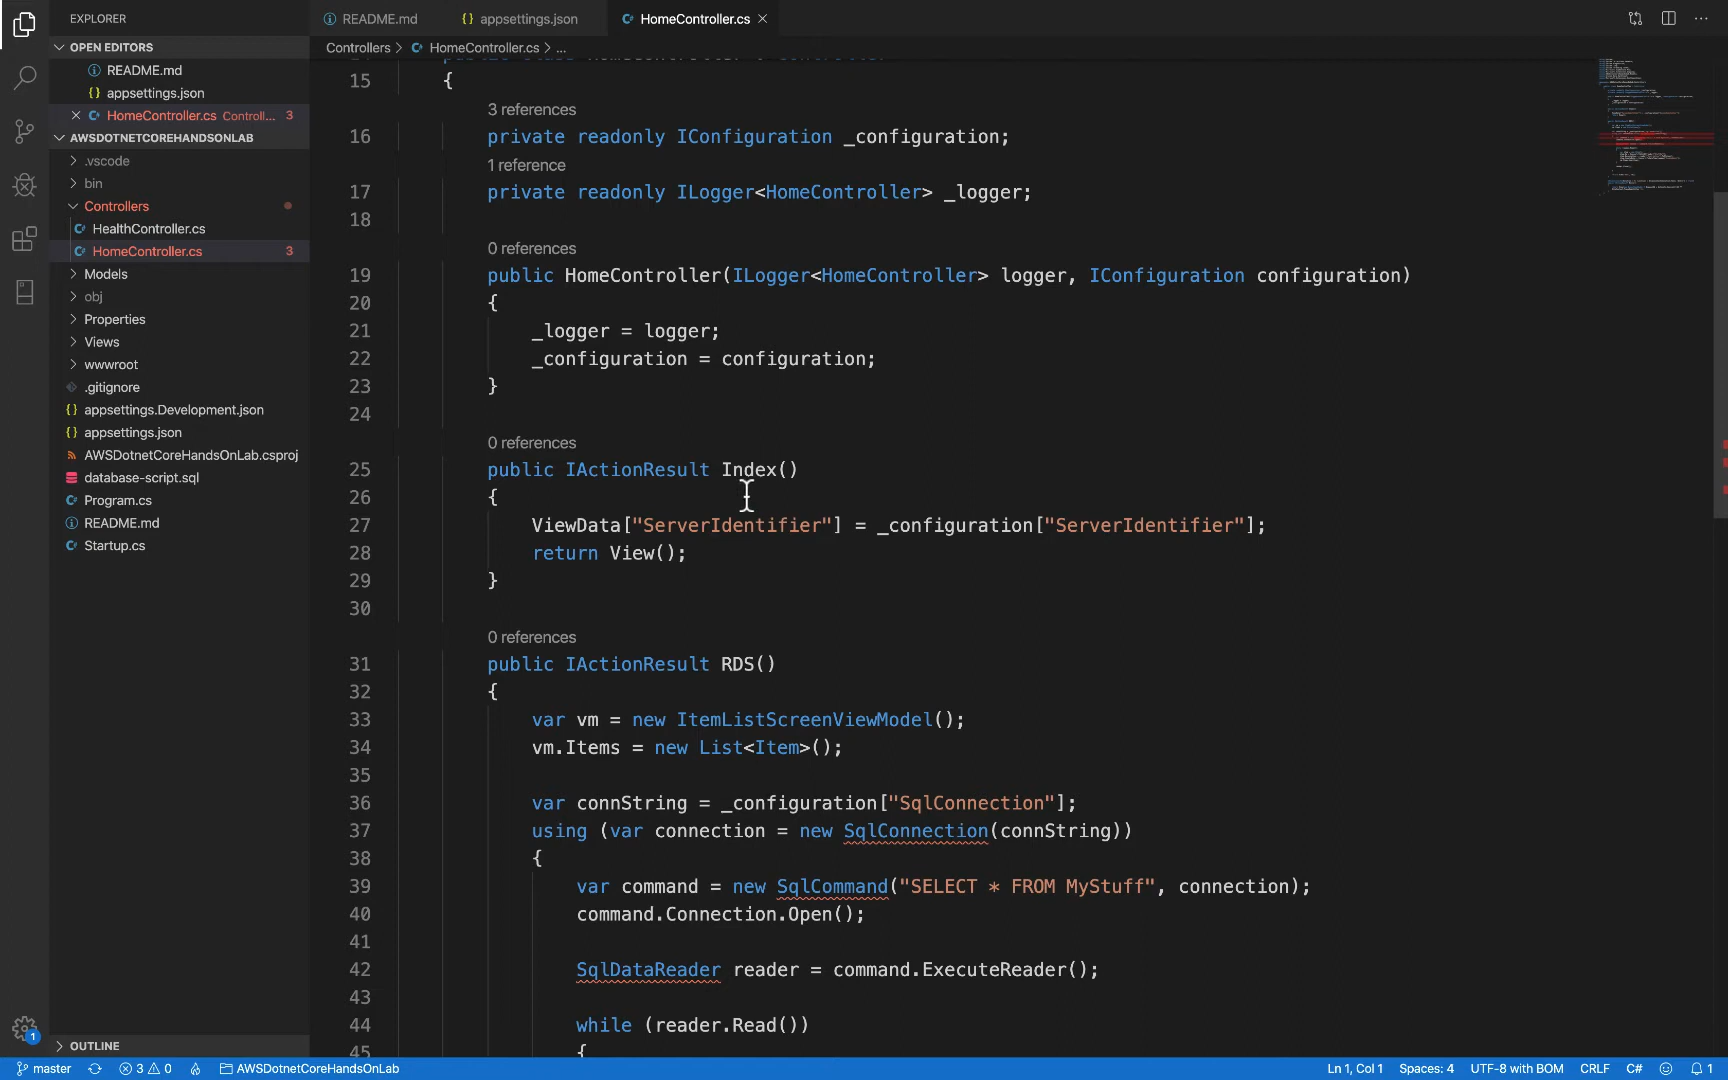 EXPLORER
OPEN EDITORS
README.md
appsettings.json
HomeController.cs Controll... 3
AWSDOTNETCOREHANDSONLAB
.vscode
bin
Controllers
HealthController.cs
HomeController.cs 3
Models
obj
Properties
Views
wwwroot
.gitignore
{} appsettings.Development.json
{} appsettings.json
AWSDotnetCoreHandsOnLab.csproj
database-script.sql
Program.cs
README.md
Startup.cs
OUTLINE
README.md {} appsettings.json HomeController.cs
Controllers > HomeController.cs > ...
15 {
3 references
16 private readonly IConfiguration _configuration;
1 reference
17 private readonly ILogger<HomeController> _logger;
18
0 references
19 public HomeController(ILogger<HomeController> logger, IConfiguration configuration)
20 {
21 _logger = logger;
22 _configuration = configuration;
23 }
24
0 references
25 public IActionResult Index()
26 {
27 ViewData["ServerIdentifier"] = _configuration["ServerIdentifier"];
28 return View();
29 }
30
0 references
31 public IActionResult RDS()
32 {
33 var vm = new ItemListScreenViewModel();
34 vm.Items = new List<Item>();
35
36 var connString = _configuration["SqlConnection"];
37 using (var connection = new SqlConnection(connString))
38 {
39 var command = new SqlCommand("SELECT * FROM MyStuff", connection);
40 command.Connection.Open();
41
42 SqlDataReader reader = command.ExecuteReader();
43
44 while (reader.Read())
45 {
1
master 3 0 AWSDotnetCoreHandsOnLab Ln 1, Col 1 Spaces: 4 UTF-8 with BOM CRLF C# 1